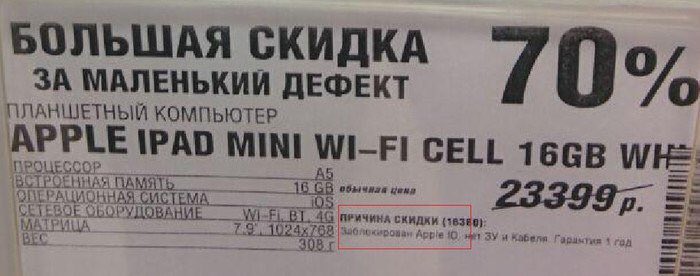 БОЛЬШАЯ СКИДКА 70%
ЗА МАЛЕНЬКИЙ ДЕФЕКТ
ПЛАНШЕТНЫЙ КОМПЬЮТЕР
APPLE IPAD MINI WI-FI CELL 16GB WHI
ПРОЦЕССОР A5
ВСТРОЕННАЯ ПАМЯТЬ 16 GB обычная цена
ОПЕРАЦИОННАЯ СИСТЕМА iOS 23399 р.
СЕТЕВОЕ ОБОРУДОВАНИЕ Wi-Fi, BT, 4G ПРИЧИНА СКИДКИ (16380):
МАТРИЦА 7.9", 1024x768 Заблокирован Apple ID, нет ЗУ и Кабеля. Гарантия 1 год
ВЕС 308 г